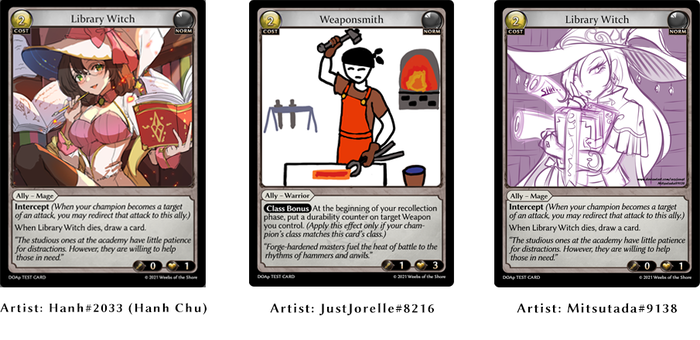 2
Library Witch
COST
NORM
Ally – Mage
Intercept (When your champion becomes a target
of an attack, you may redirect that attack to this ally.)
When Library Witch dies, draw a card.
"The studious ones at the academy have little patience
for distractions. However, they are willing to help
those in need."
0
1
DOAp TEST CARD
© 2021 Weebs of the Shore
Artist: Hanh#2033 (Hanh Chu)
2
Weaponsmith
COST
NORM
Ally – Warrior
Class Bonus At the beginning of your recollection
phase, put a durability counter on target Weapon
you control. (Apply this effect only if your cham-
pion's class matches this card's class.)
"Forge-hardened masters fuel the heat of battle to the
rhythms of hammers and anvils."
1
3
DOAp TEST CARD
© 2021 Weebs of the Shore
Artist: JustJorelle#8216
2
Library Witch
COST
NORM
Ally – Mage
Intercept (When your champion becomes a target
of an attack, you may redirect that attack to this ally.)
When Library Witch dies, draw a card.
"The studious ones at the academy have little patience
for distractions. However, they are willing to help
those in need."
0
1
DOAp TEST CARD
© 2021 Weebs of the Shore
Artist: Mitsutada#9138